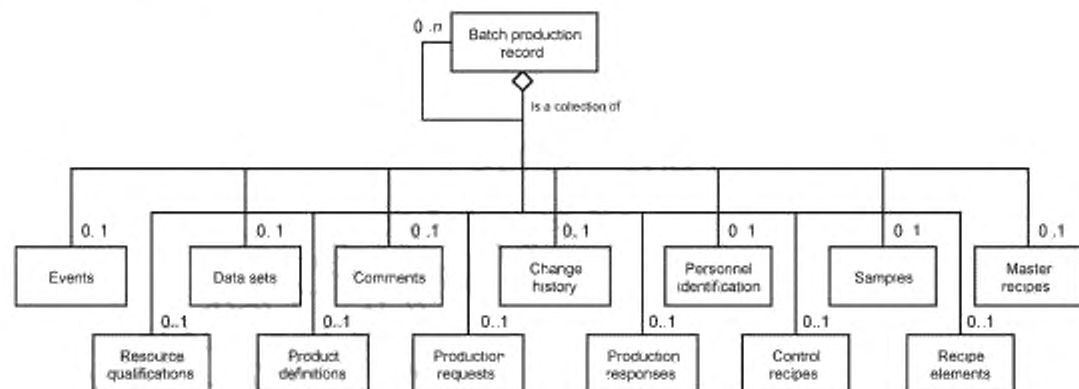 0..n
Batch production
record
Is a collection of
0..1 0..1 0..1 0..1 0..1 0..1 0..1
Events Data sets Comments Change Personnel Samples Master
history identification recipes
0..1 0..1 0..1 0..1 0..1 0..1
Resource Product Production Production Control Recipe
qualifications definitions requests responses recipes elements